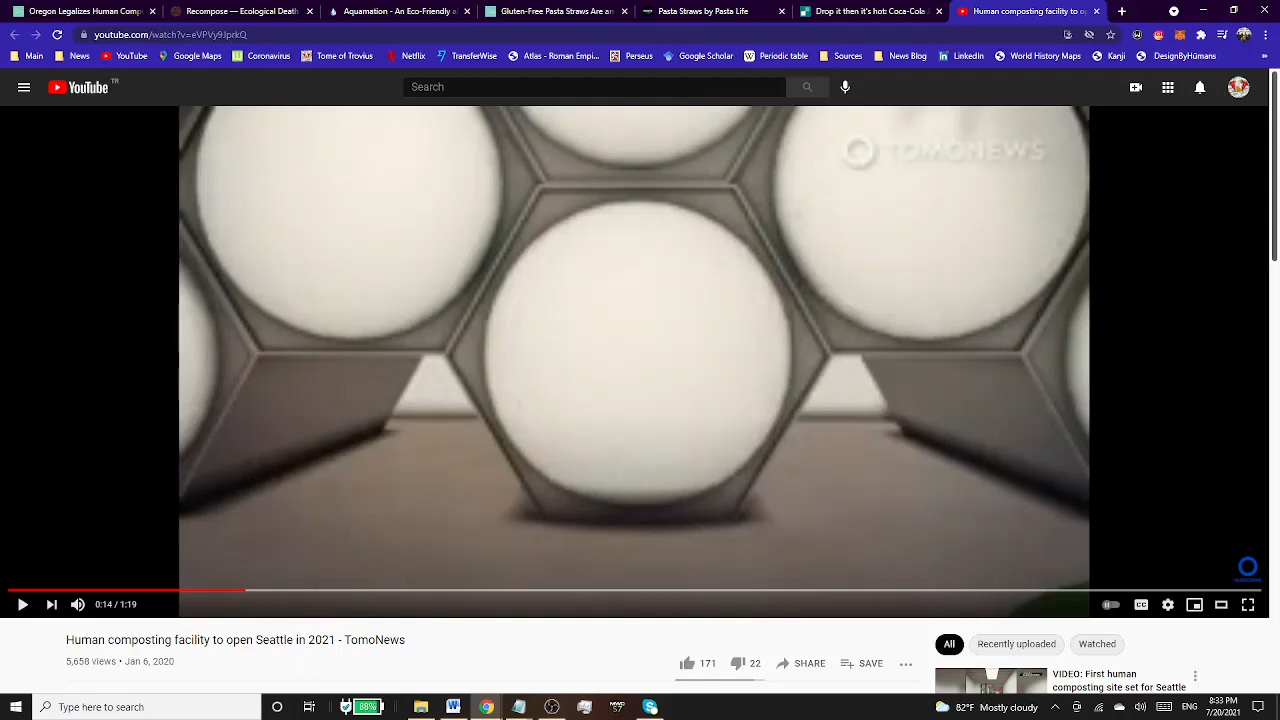 Oregon Legalizes Human Comp
Recompose — Ecological Death
Aquamation - An Eco-Friendly a
Gluten-Free Pasta Straws Are an
Pasta Straws by Pasta Life
Drop it then it's hot: Coca-Cola
Human composting facility to op
youtube.com/watch?v=eVPVy9JprkQ
Main
News
YouTube
Google Maps
Coronavirus
Tome of Trovius
Netflix
TransferWise
Atlas - Roman Empi...
Perseus
Google Scholar
Periodic table
Sources
News Blog
LinkedIn
World History Maps
Kanji
DesignByHumans
YouTube TR
Search
TOMONEWS
SUBSCRIBE
0:14 / 1:19
Human composting facility to open Seattle in 2021 - TomoNews
5,658 views • Jan 6, 2020
171
22
SHARE
SAVE
All
Recently uploaded
Watched
VIDEO: First human
composting site set for Seattle
Type here to search
88%
82°F Mostly cloudy
8:33 PM
7/20/2021